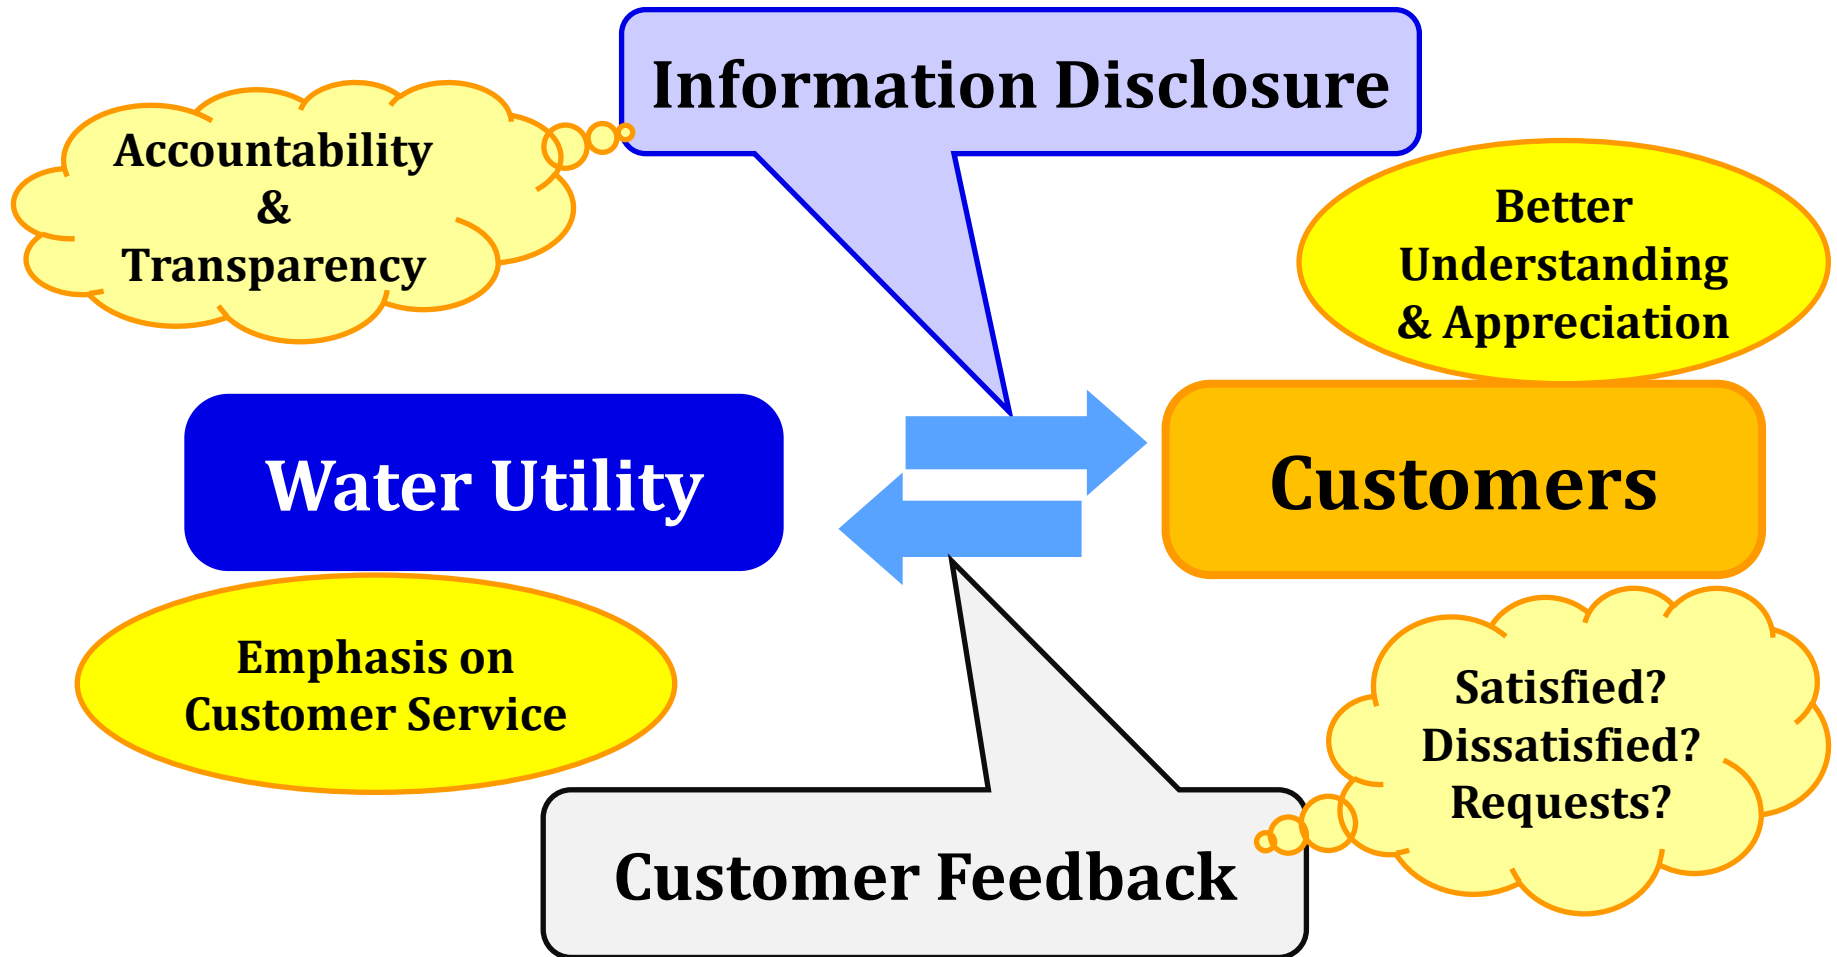 Information Disclosure
Accountability
&
Transparency
Better
Understanding
& Appreciation
Water Utility
Customers
Emphasis on
Customer Service
Satisfied?
Dissatisfied?
Requests?
Customer Feedback